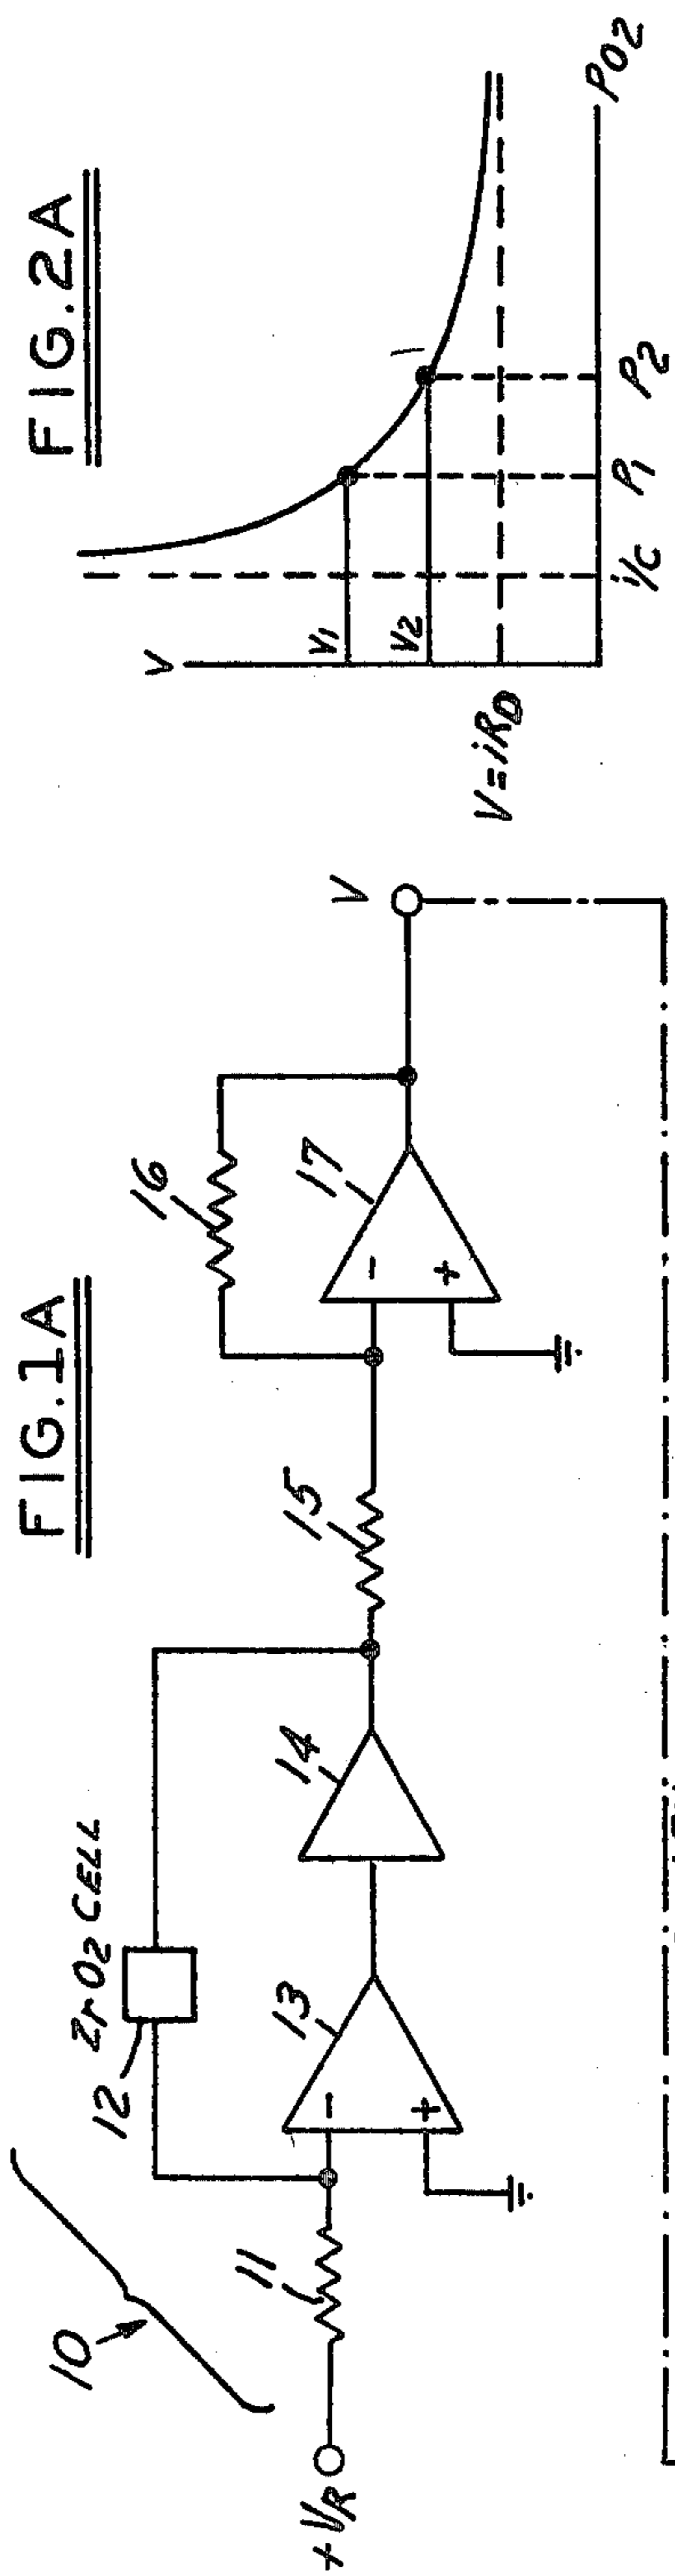 FIG.1A
10
+VR
11
12
ZrO2 CELL
13
-
+
14
15
16
17
-
+
V
FIG.2A
V
V1
V2
V=iRD
i/c
P1
P2
PO2